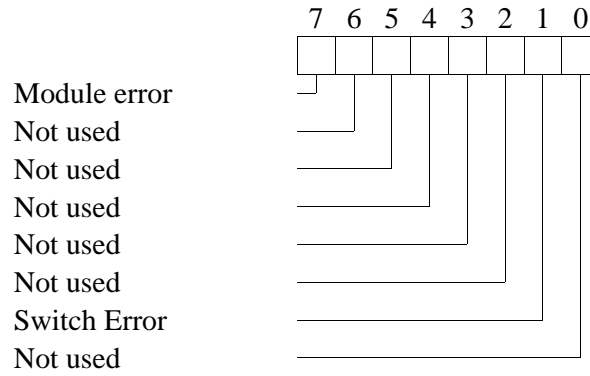 7 6 5 4 3 2 1 0
Module error
Not used
Not used
Not used
Not used
Not used
Switch Error
Not used